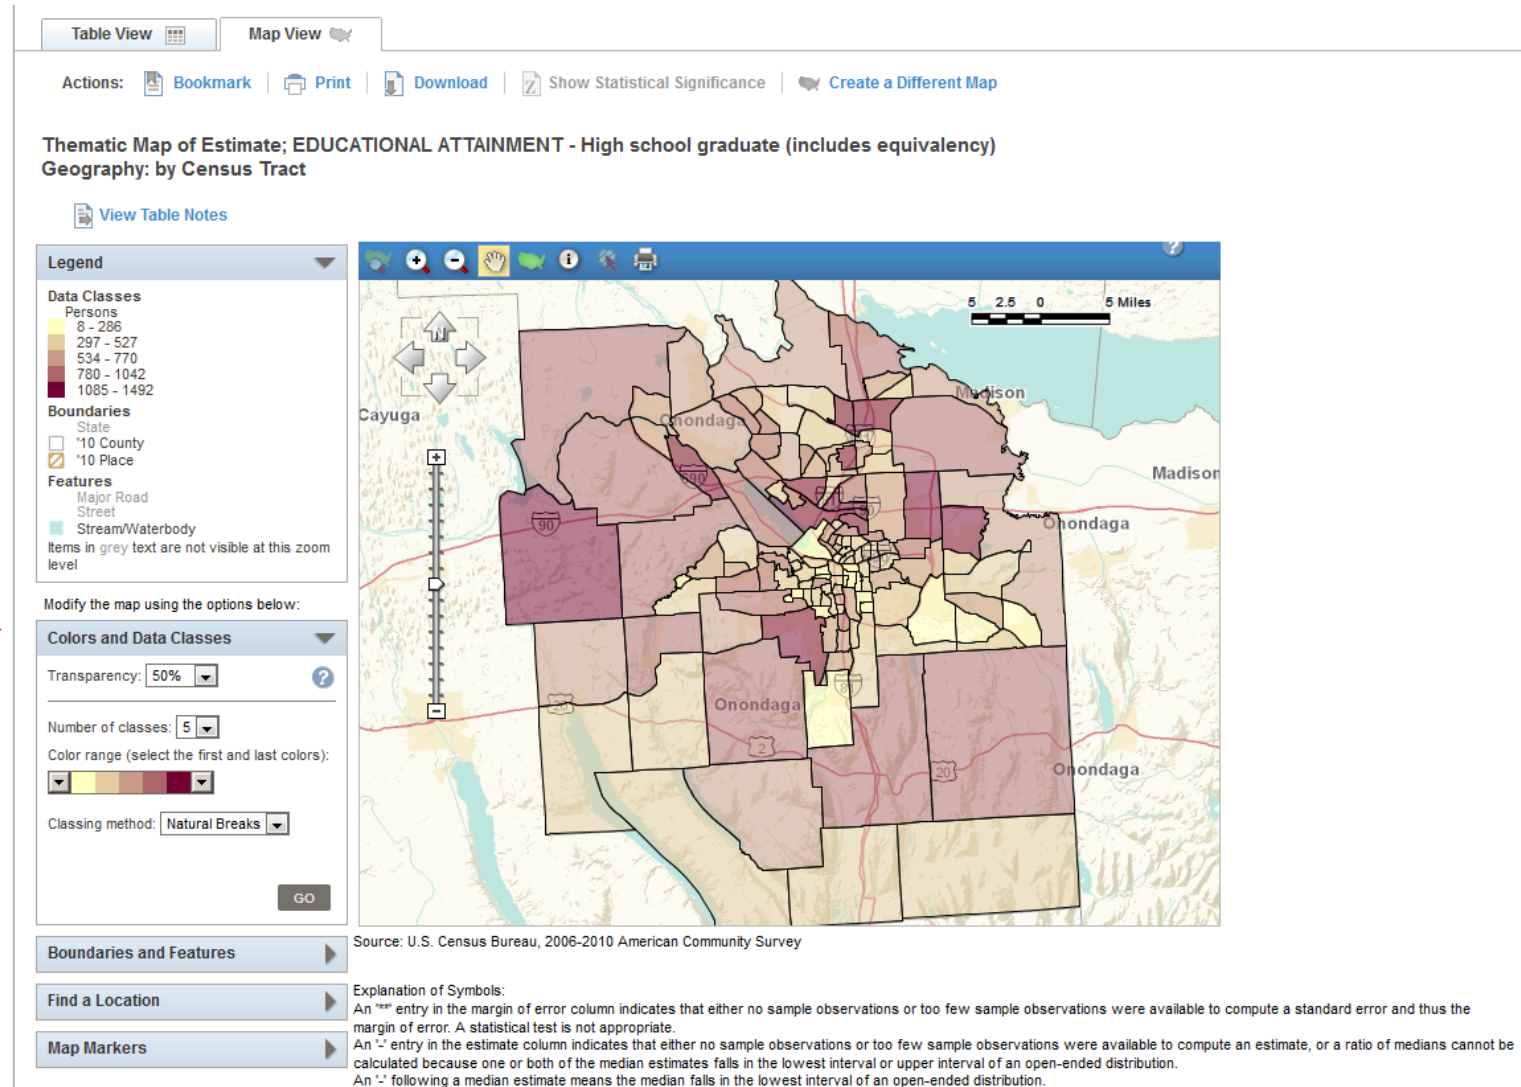 Table View
Map View
Actions: Bookmark Print Download Show Statistical Significance Create a Different Map
Thematic Map of Estimate; EDUCATIONAL ATTAINMENT - High school graduate (includes equivalency)
Geography: by Census Tract
View Table Notes
Legend
Data Classes
Persons
8 - 286
297 - 527
534 - 770
780 - 1042
1085 - 1492
Boundaries
State
'10 County
'10 Place
Features
Major Road
Street
Stream/Waterbody
Items in grey text are not visible at this zoom
level
Modify the map using the options below:
Colors and Data Classes
Transparency: 50%
Number of classes: 5
Color range (select the first and last colors):
Classing method: Natural Breaks
GO
Boundaries and Features
Find a Location
Map Markers
5 2.5 0 5 Miles
N
Madison
Cayuga
Onondaga
Madison
690
90
Onondaga
81
20
Onondaga
2
20
Onondaga
Source: U.S. Census Bureau, 2006-2010 American Community Survey
Explanation of Symbols:
An '**' entry in the margin of error column indicates that either no sample observations or too few sample observations were available to compute a standard error and thus the
margin of error. A statistical test is not appropriate.
An '-' entry in the estimate column indicates that either no sample observations or too few sample observations were available to compute an estimate, or a ratio of medians cannot be
calculated because one or both of the median estimates falls in the lowest interval or upper interval of an open-ended distribution.
An '-' following a median estimate means the median falls in the lowest interval of an open-ended distribution.